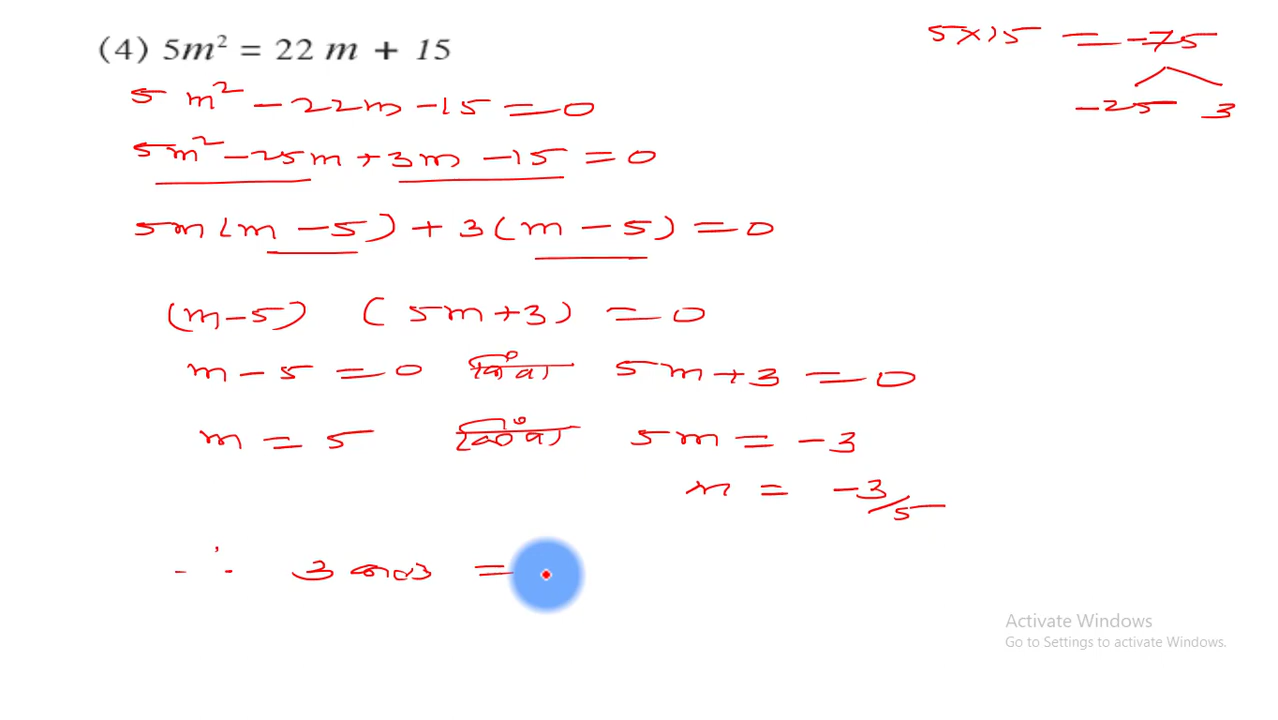 (4) 5m² = 22 m + 15
5×15 = -75
-25 3
5m² - 22m - 15 = 0
5m² - 25m + 3m - 15 = 0
5m(m - 5) + 3(m - 5) = 0
(m - 5) (5m + 3) = 0
m - 5 = 0 किंवा 5m + 3 = 0
m = 5 किंवा 5m = -3
m = -3/5
∴ =
Activate Windows
Go to Settings to activate Windows.